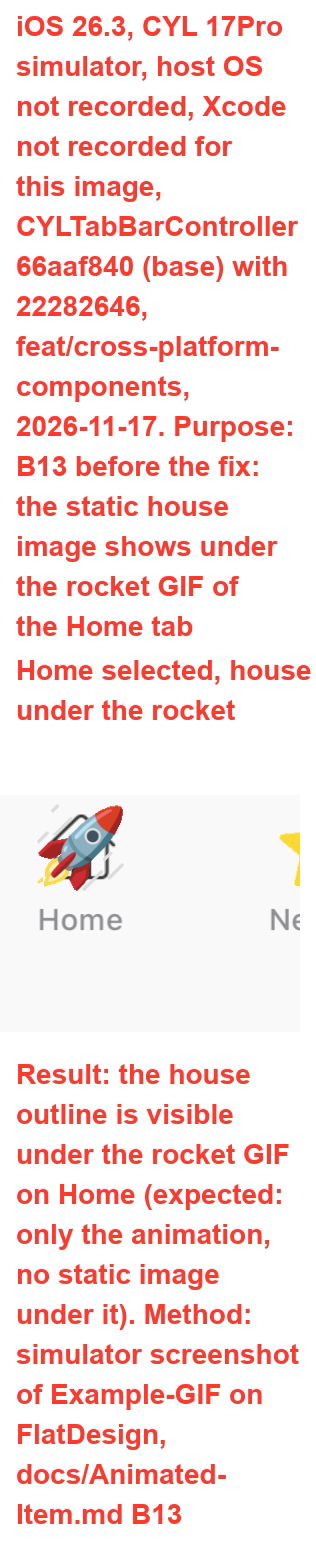 iOS 26.3, CYL 17Pro
simulator, host OS
not recorded, Xcode
not recorded for
this image,
CYLTabBarController
66aaf840 (base) with
22282646,
feat/cross-platform-
components,
2026-11-17. Purpose:
B13 before the fix:
the static house
image shows under
the rocket GIF of
the Home tab
Home selected, house
under the rocket
Home
Ne
Result: the house
outline is visible
under the rocket GIF
on Home (expected:
only the animation,
no static image
under it). Method:
simulator screenshot
of Example-GIF on
FlatDesign,
docs/Animated-
Item.md B13